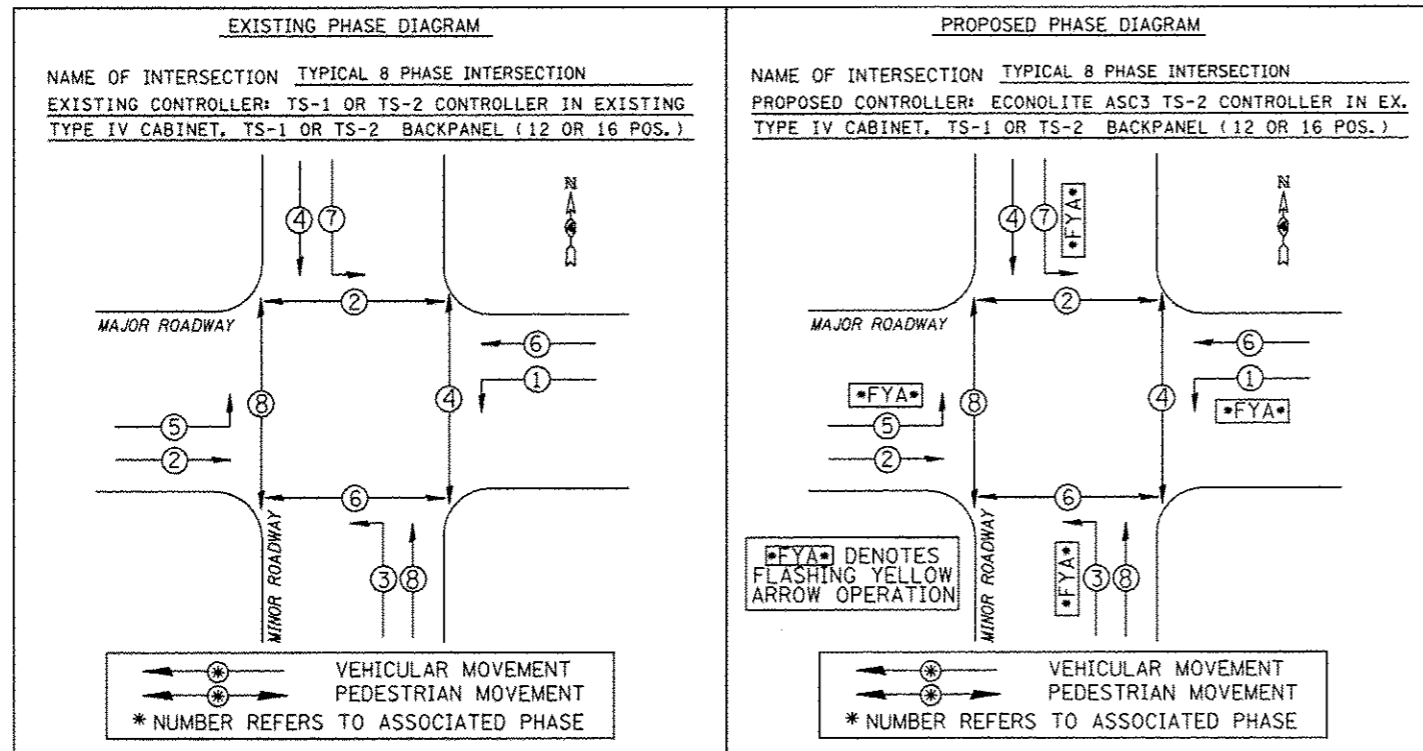 EXISTING PHASE DIAGRAM
NAME OF INTERSECTION TYPICAL 8 PHASE INTERSECTION
EXISTING CONTROLLER: TS-1 OR TS-2 CONTROLLER IN EXISTING
TYPE IV CABINET. TS-1 OR TS-2 BACKPANEL (12 OR 16 POS.)
N
4
7
2
MAJOR ROADWAY
6
1
8
4
5
2
6
MINOR ROADWAY
3
8
* VEHICULAR MOVEMENT
* PEDESTRIAN MOVEMENT
* NUMBER REFERS TO ASSOCIATED PHASE
PROPOSED PHASE DIAGRAM
NAME OF INTERSECTION TYPICAL 8 PHASE INTERSECTION
PROPOSED CONTROLLER: ECONOLITE ASC3 TS-2 CONTROLLER IN EX.
TYPE IV CABINET. TS-1 OR TS-2 BACKPANEL (12 OR 16 POS.)
N
4
7
*FYA*
2
MAJOR ROADWAY
6
1
*FYA*
*FYA*
8
4
5
2
6
MINOR ROADWAY
*FYA*
3
8
*FYA* DENOTES
FLASHING YELLOW
ARROW OPERATION
* VEHICULAR MOVEMENT
* PEDESTRIAN MOVEMENT
* NUMBER REFERS TO ASSOCIATED PHASE